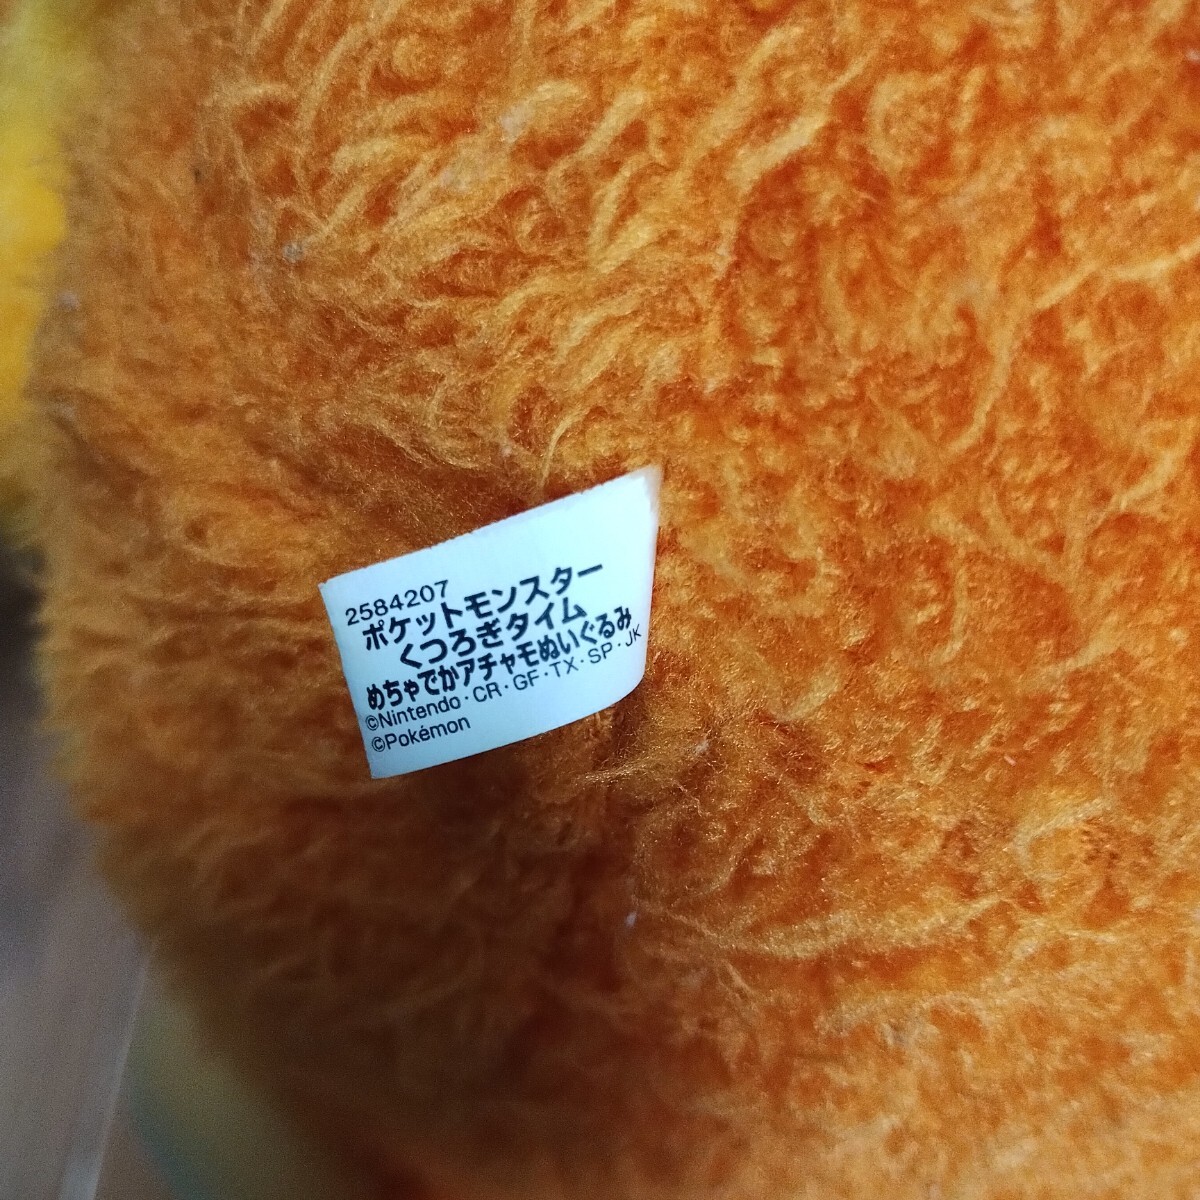 2584207
ポケットモンスター
くつろぎタイム
めちゃでかアチャモぬいぐるみ
©Nintendo・CR・GF・TX・SP・JK
©Pokémon